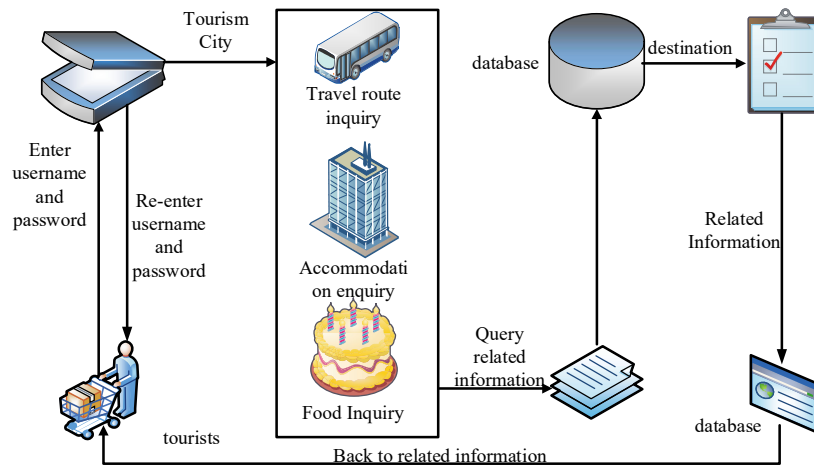 Tourism
City
Travel route
inquiry
Accommodati
on enquiry
Food Inquiry
database
destination
Enter
username
and
password
Re-enter
username
and
password
Related
Information
Query
related
information
tourists
database
Back to related information